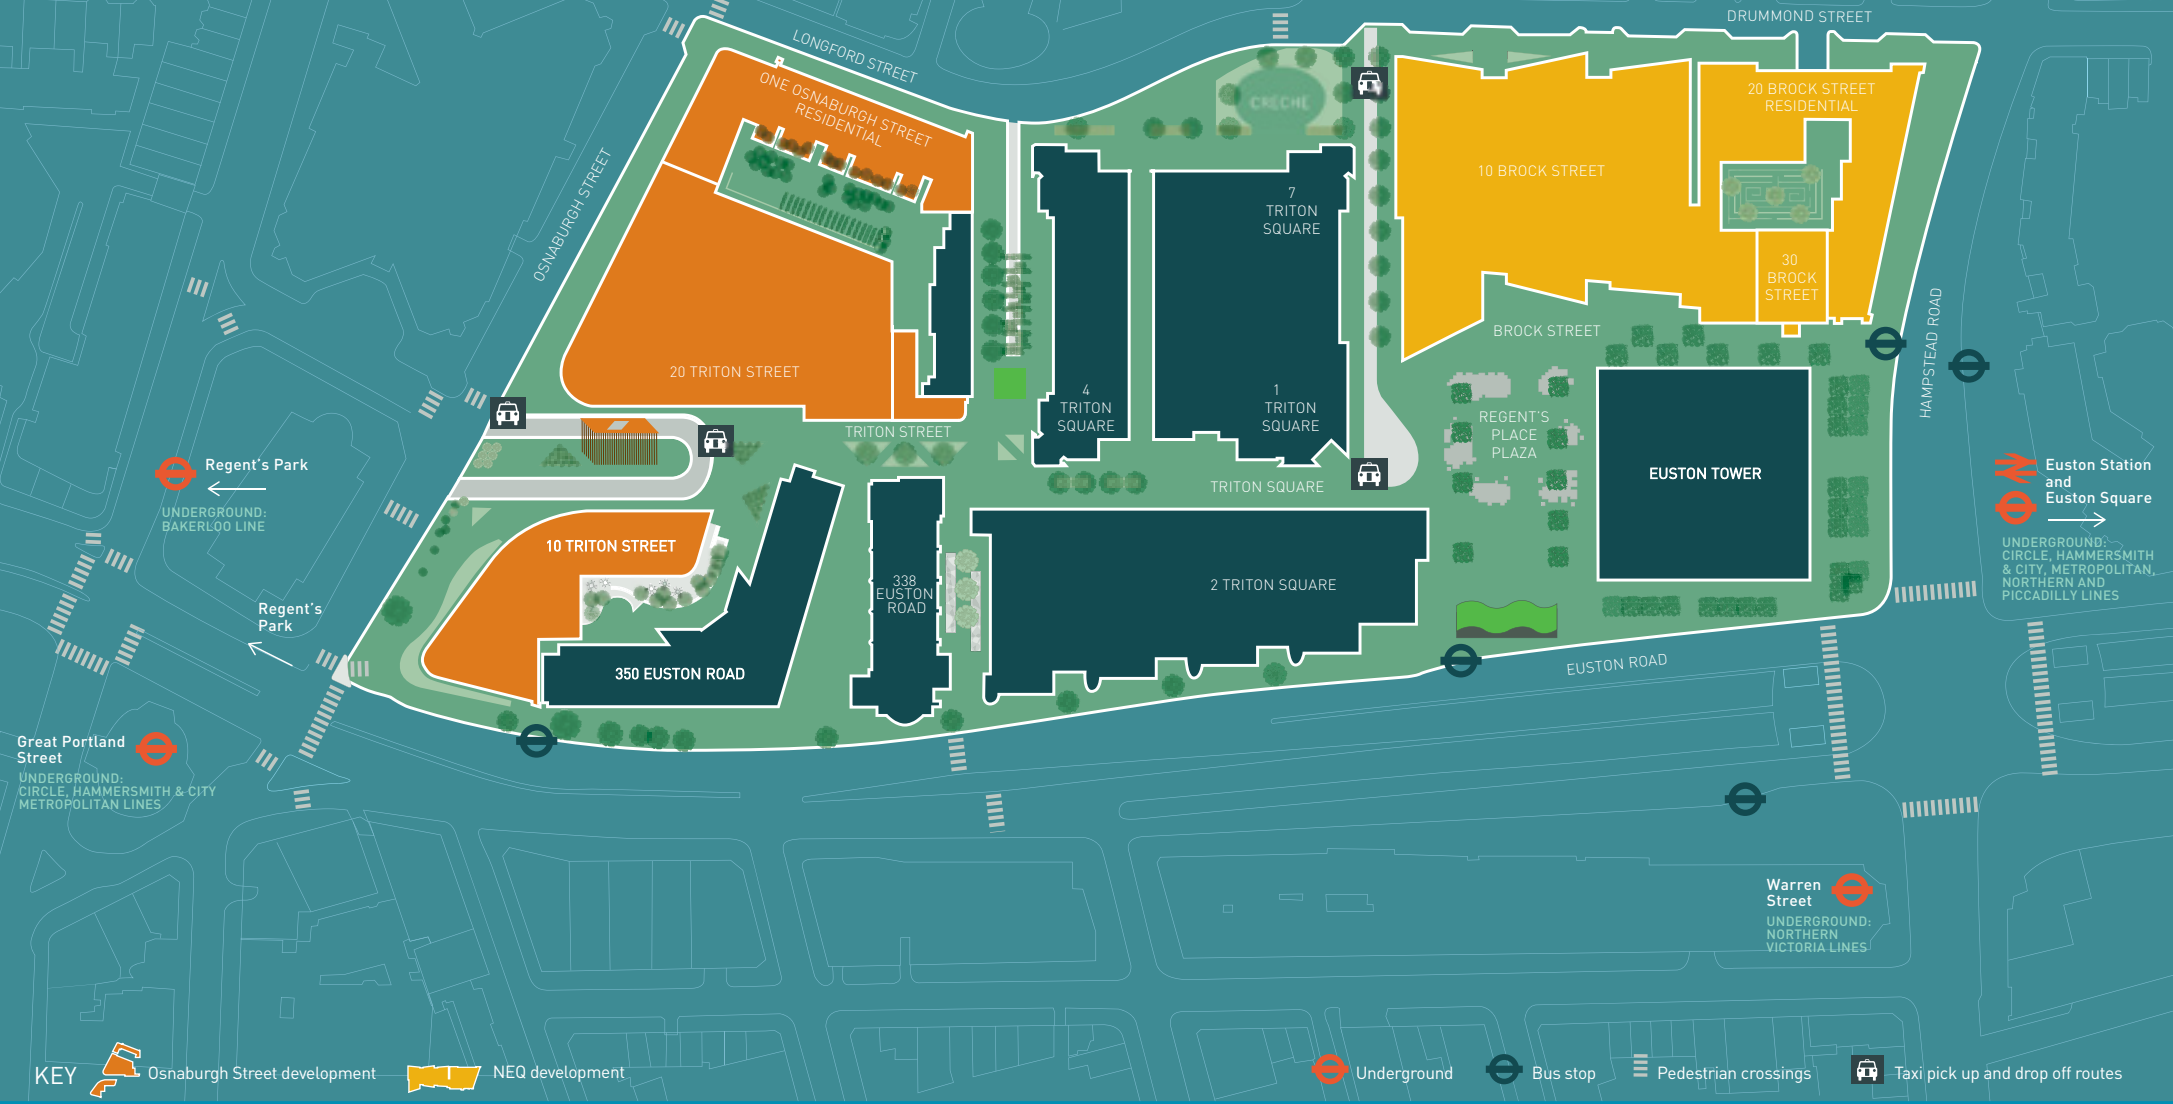 DRUMMOND STREET
LONGFORD STREET
ONE OSNABURGH STREET
RESIDENTIAL
CRECHE
20 BROCK STREET
RESIDENTIAL
10 BROCK STREET
OSNABURGH STREET
7
TRITON
SQUARE
30
BROCK
STREET
HAMPSTEAD ROAD
BROCK STREET
20 TRITON STREET
4
TRITON
SQUARE
1
TRITON
SQUARE
TRITON STREET
REGENT'S
PLACE
PLAZA
EUSTON TOWER
TRITON SQUARE
Regent's Park
UNDERGROUND:
BAKERLOO LINE
Euston Station
and
Euston Square
UNDERGROUND:
CIRCLE, HAMMERSMITH
& CITY, METROPOLITAN,
NORTHERN AND
PICCADILLY LINES
10 TRITON STREET
338
EUSTON
ROAD
2 TRITON SQUARE
Regent's
Park
350 EUSTON ROAD
EUSTON ROAD
Great Portland
Street
UNDERGROUND:
CIRCLE, HAMMERSMITH & CITY
METROPOLITAN LINES
Warren
Street
UNDERGROUND:
NORTHERN
VICTORIA LINES
KEY
Osnaburgh Street development
NEQ development
Underground
Bus stop
Pedestrian crossings
Taxi pick up and drop off routes